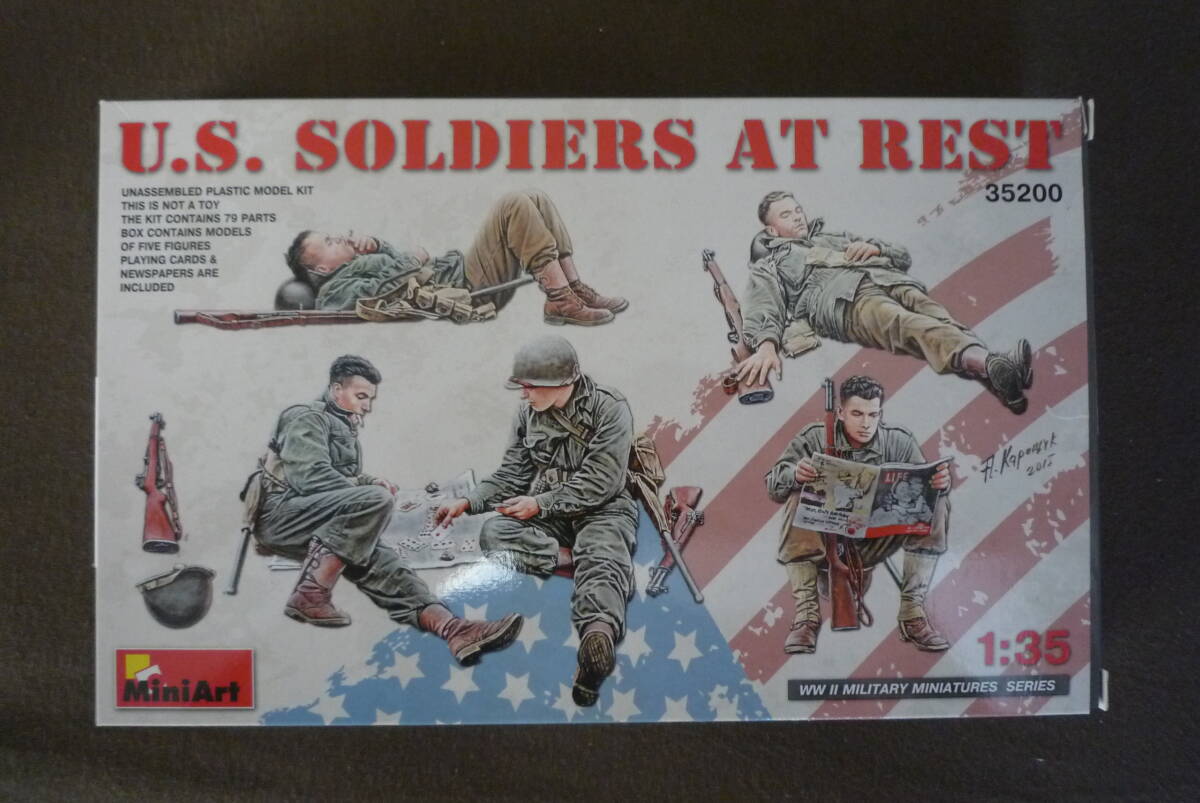 U.S. SOLDIERS AT REST
35200
UNASSEMBLED PLASTIC MODEL KIT
THIS IS NOT A TOY
THE KIT CONTAINS 79 PARTS
BOX CONTAINS MODELS
OF FIVE FIGURES
PLAYING CARDS &
NEWSPAPERS ARE
INCLUDED
LIFE
2015
1:35
MiniArt
WW II MILITARY MINIATURES SERIES